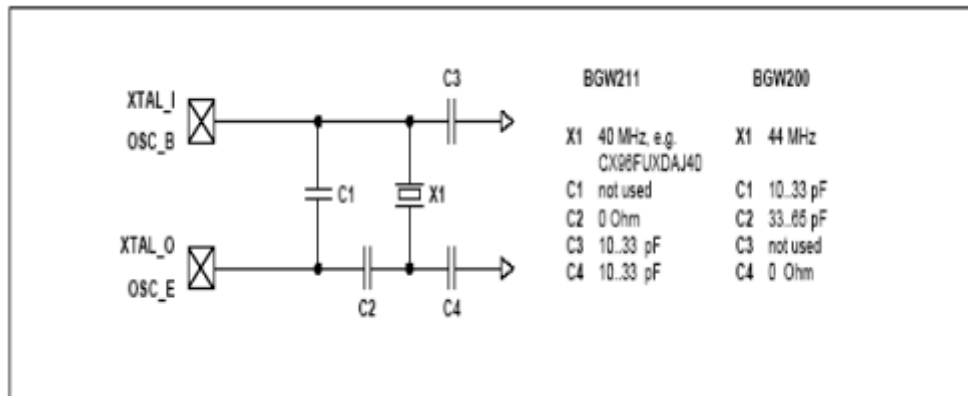 C3
BGW211
BGW200
XTAL_I
OSC_B
X1 40 MHz, e.g.
CX96FUXDAJ40
X1 44 MHz
C1
X1
C1 not used
C1 10..33 pF
C2 0 Ohm
C2 33..65 pF
XTAL_O
C3 10..33 pF
C3 not used
OSC_E
C4 10..33 pF
C4 0 Ohm
C2
C4